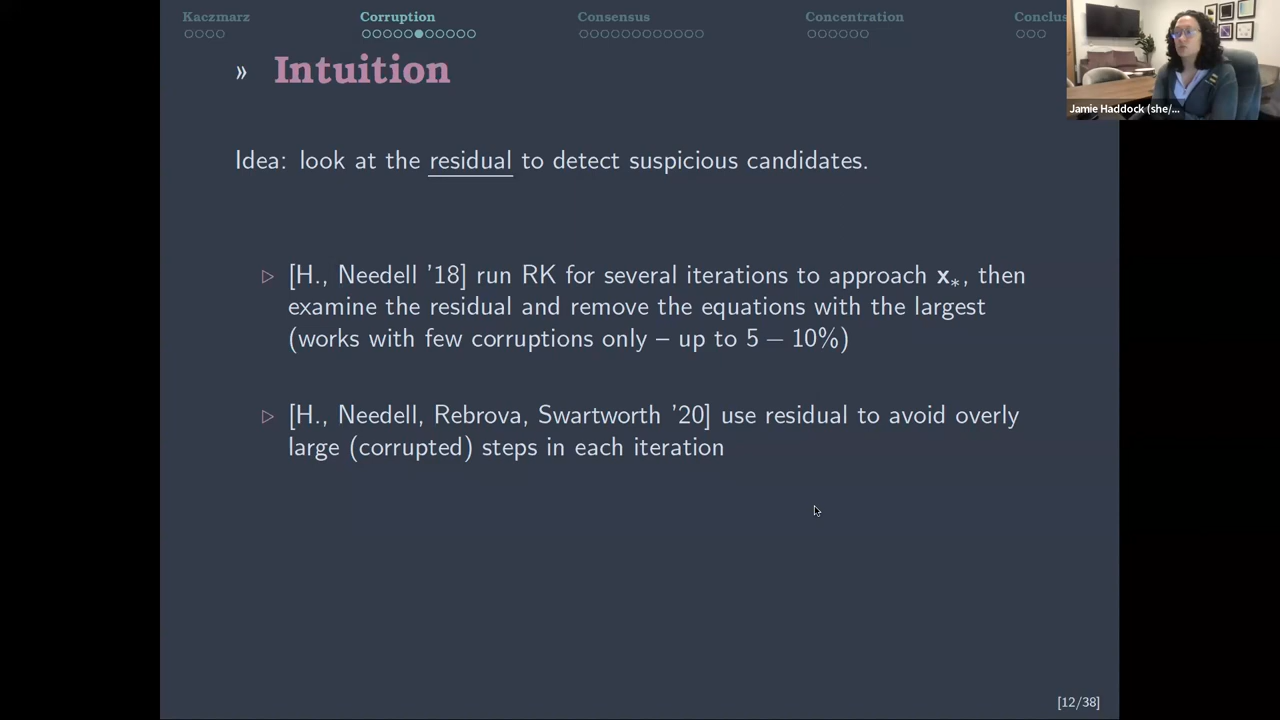 Kaczmarz Corruption Consensus Concentration Conclus
» Intuition
Idea: look at the residual to detect suspicious candidates.
▷ [H., Needell ’18] run RK for several iterations to approach x∗, then
examine the residual and remove the equations with the largest
(works with few corruptions only – up to 5 − 10%)
▷ [H., Needell, Rebrova, Swartworth ’20] use residual to avoid overly
large (corrupted) steps in each iteration
[12/38]
Jamie Haddock (she/...